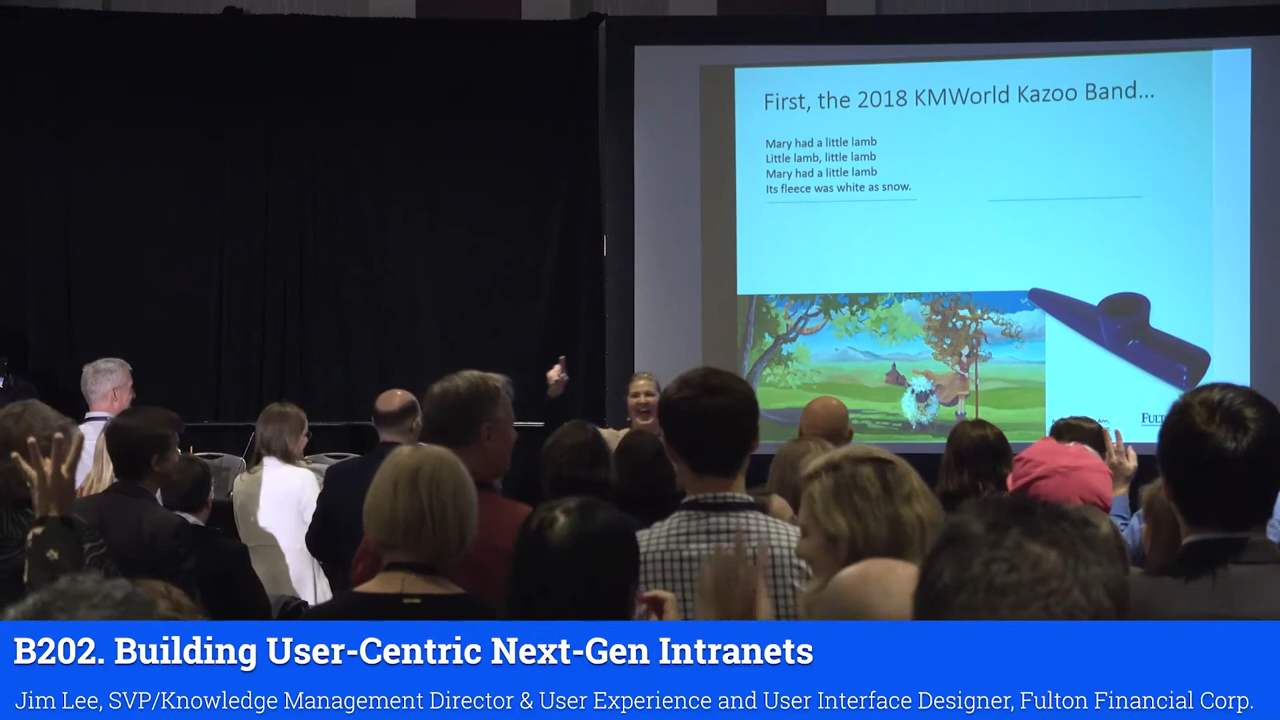 First, the 2018 KMWorld Kazoo Band...
Mary had a little lamb
Little lamb, little lamb
Mary had a little lamb
Its fleece was white as snow.
B202. Building User-Centric Next-Gen Intranets
Jim Lee, SVP/Knowledge Management Director & User Experience and User Interface Designer, Fulton Financial Corp.